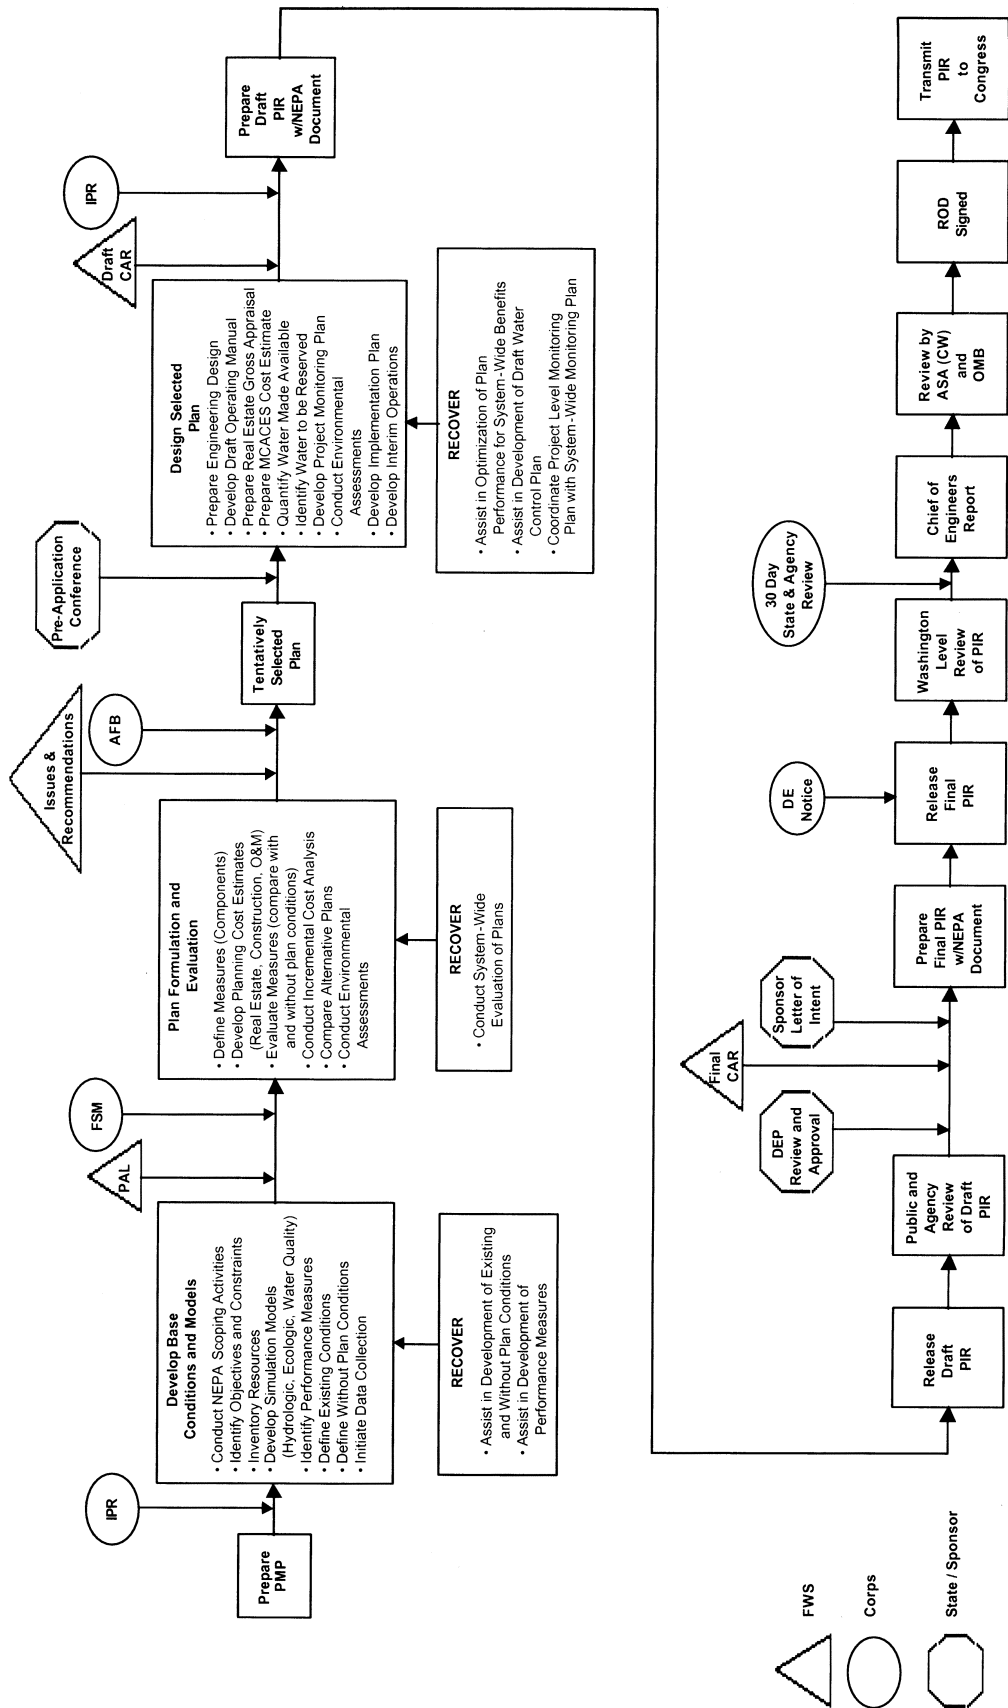 Prepare
PMP
IPR
Develop Base
Conditions and Models
• Conduct NEPA Scoping Activities
• Identify Objectives and Constraints
• Inventory Resources
• Develop Simulation Models
(Hydrologic, Ecologic, Water Quality)
• Identify Performance Measures
• Define Existing Conditions
• Define Without Plan Conditions
• Initiate Data Collection
RECOVER
• Assist in Development of Existing
and Without Plan Conditions
• Assist in Development of
Performance Measures
PAL
FSM
Plan Formulation and
Evaluation
• Define Measures (Components)
• Develop Planning Cost Estimates
(Real Estate, Construction, O&M)
• Evaluate Measures (compare with
and without plan conditions)
• Conduct Incremental Cost Analysis
• Compare Alternative Plans
• Conduct Environmental
Assessments
RECOVER
• Conduct System-Wide
Evaluation of Plans
Issues &
Recommendations
AFB
Tentatively
Selected
Plan
Pre-Application
Conference
Design Selected
Plan
• Prepare Engineering Design
• Develop Draft Operating Manual
• Prepare Real Estate Gross Appraisal
• Prepare MCACES Cost Estimate
• Quantify Water Made Available
• Identify Water to be Reserved
• Develop Project Monitoring Plan
• Conduct Environmental
Assessments
• Develop Implementation Plan
• Develop Interim Operations
RECOVER
• Assist in Optimization of Plan
Performance for System-Wide Benefits
• Assist in Development of Draft Water
Control Plan
• Coordinate Project Level Monitoring
Plan with System-Wide Monitoring Plan
Draft
CAR
IPR
Prepare
Draft
PIR
w/NEPA
Document
Release
Draft
PIR
Public and
Agency
Review
of Draft
PIR
DEP
Review and
Approval
Final
CAR
Sponsor
Letter of
Intent
Prepare
Final PIR
w/NEPA
Document
DE
Notice
Release
Final
PIR
Washington
Level
Review
of PIR
30 Day
State & Agency
Review
Chief of
Engineers
Report
Review by
ASA (CW)
and
OMB
ROD
Signed
Transmit
PIR
to
Congress
FWS
Corps
State / Sponsor